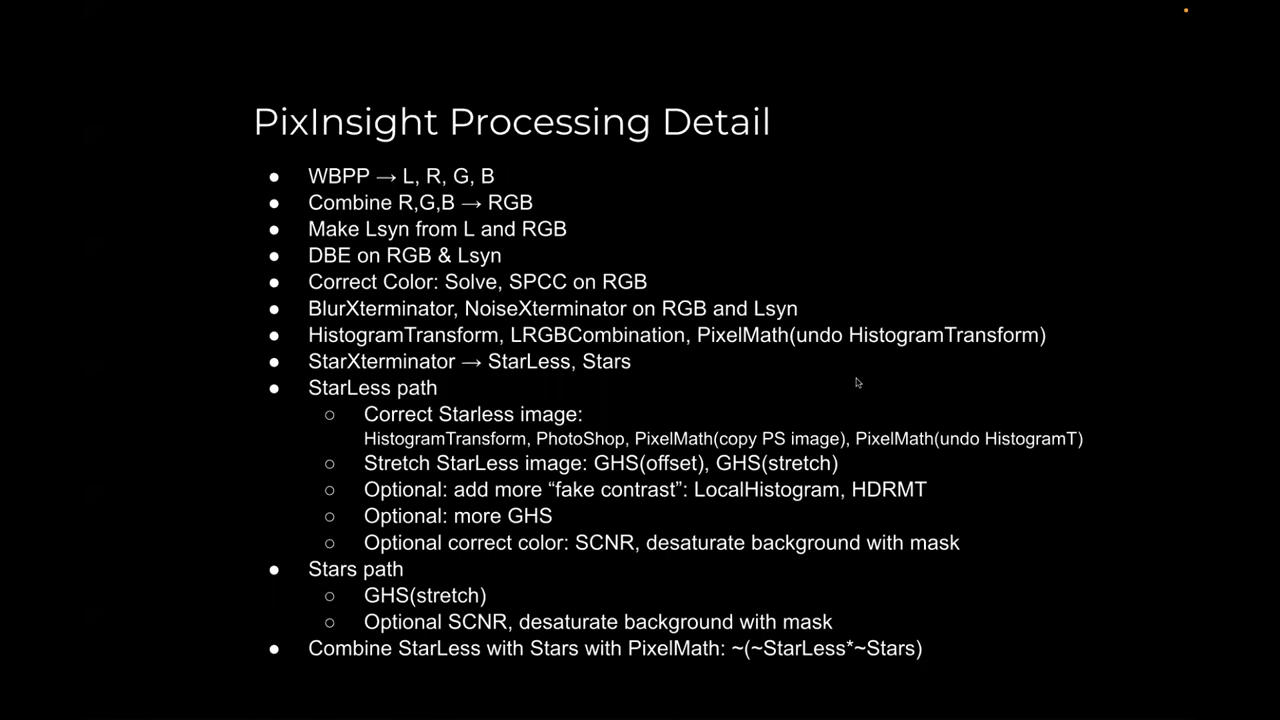 PixInsight Processing Detail
● WBPP → L, R, G, B
● Combine R,G,B → RGB
● Make Lsyn from L and RGB
● DBE on RGB & Lsyn
● Correct Color: Solve, SPCC on RGB
● BlurXterminator, NoiseXterminator on RGB and Lsyn
● HistogramTransform, LRGBCombination, PixelMath(undo HistogramTransform)
● StarXterminator → StarLess, Stars
● StarLess path
○ Correct Starless image:
HistogramTransform, PhotoShop, PixelMath(copy PS image), PixelMath(undo HistogramT)
○ Stretch StarLess image: GHS(offset), GHS(stretch)
○ Optional: add more “fake contrast”: LocalHistogram, HDRMT
○ Optional: more GHS
○ Optional correct color: SCNR, desaturate background with mask
● Stars path
○ GHS(stretch)
○ Optional SCNR, desaturate background with mask
● Combine StarLess with Stars with PixelMath: ~(~StarLess*~Stars)